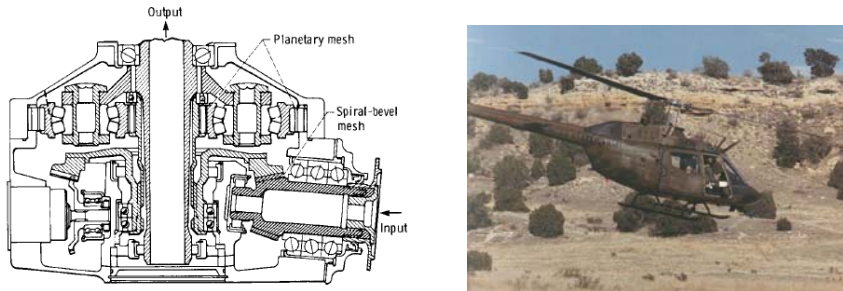 Output
Planetary mesh
Spiral-bevel
mesh
Input